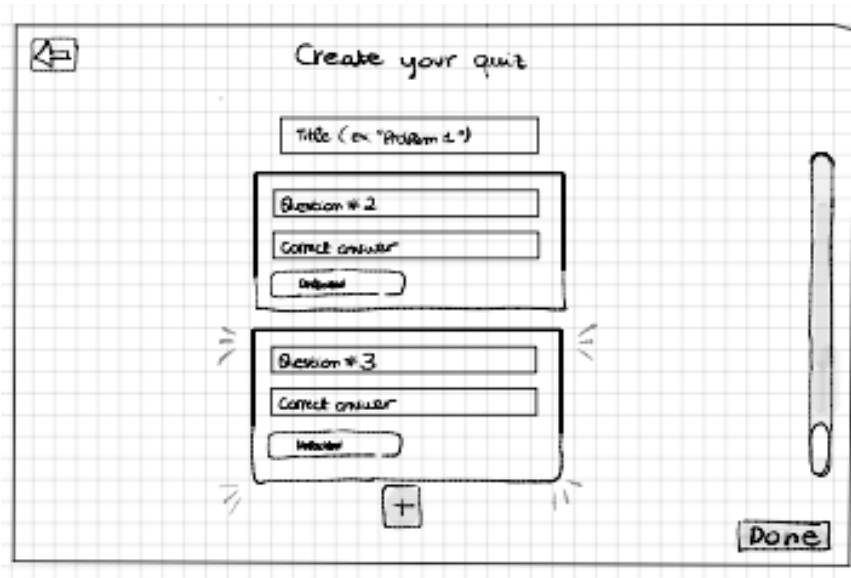 Create your quiz
Title (ex "Problem 1")
Question # 2
Correct answer
Question # 3
Correct answer
+
Done